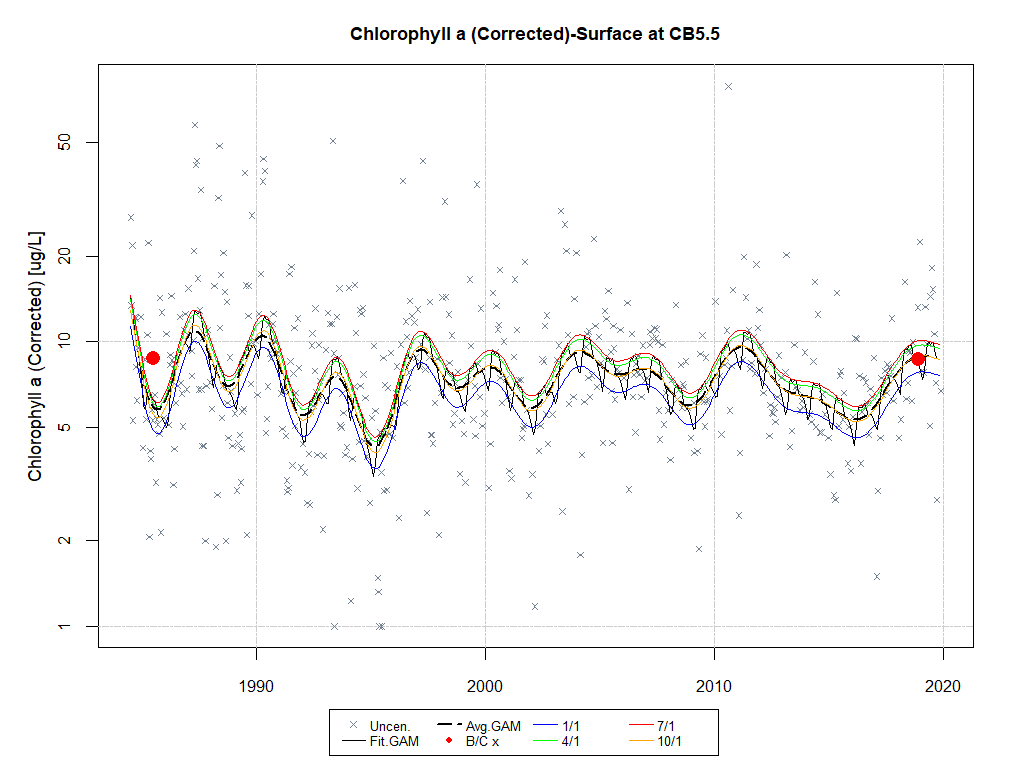 Chlorophyll a (Corrected)-Surface at CB5.5
Chlorophyll a (Corrected) [ug/L]
50
20
10
5
2
1
1990 2000 2010 2020
Uncen. Avg.GAM 1/1 7/1
Fit.GAM B/C x 4/1 10/1